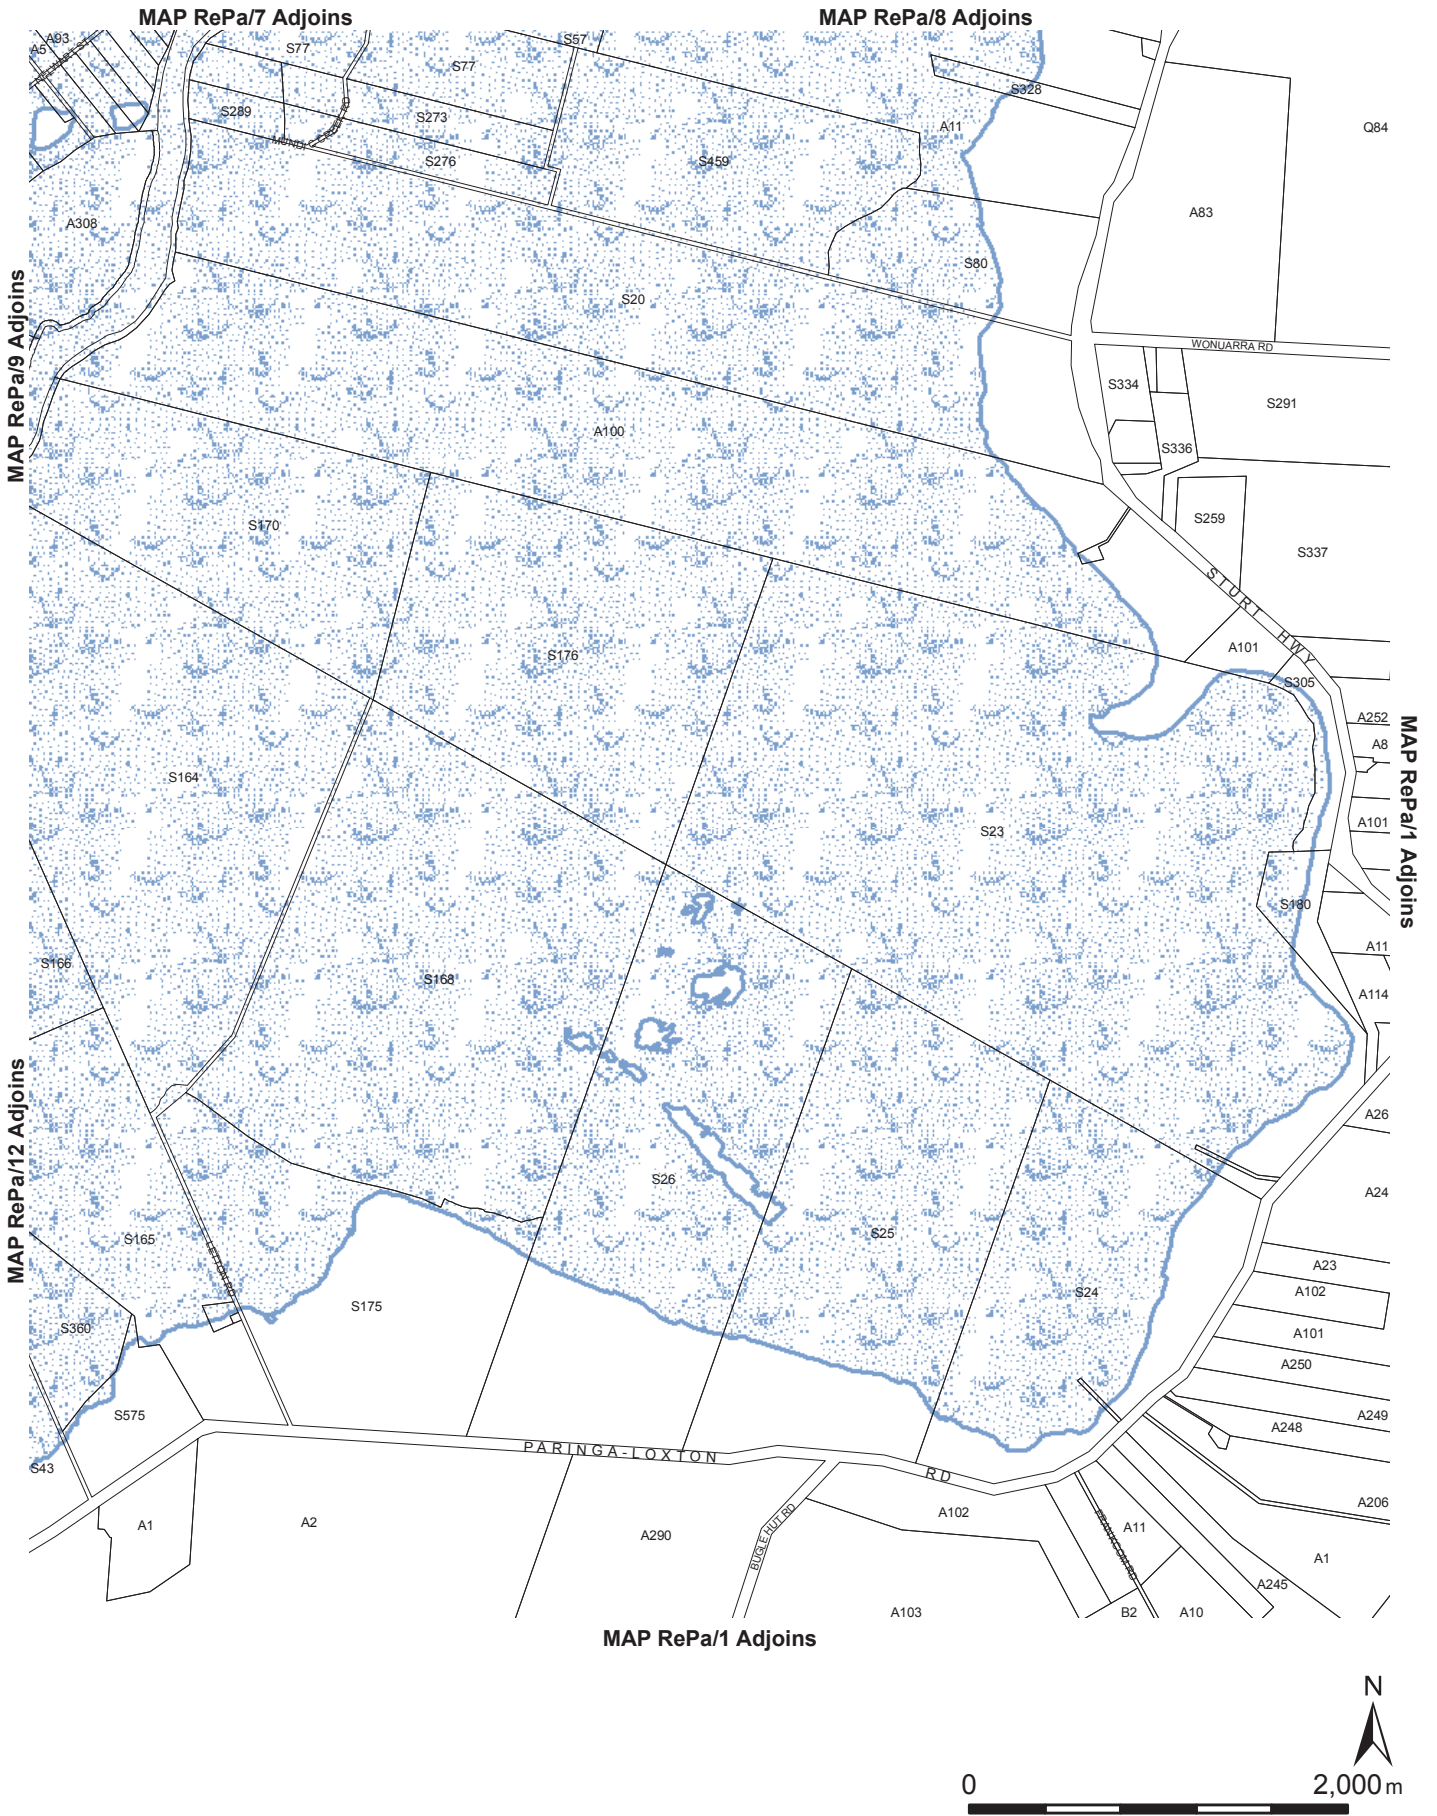 MAP RePa/7 Adjoins
MAP RePa/8 Adjoins
A93
A5
S77
S57
S77
S328
S289
S273
A11
Q84
S276
S459
A83
A308
S80
S20
WONUARRA RD
MAP RePa/9 Adjoins
S334
S291
A100
S336
S170
S259
S337
STURT HWY
A101
S176
S305
A252
A8
S164
A101
S23
MAP RePa/1 Adjoins
S180
A11
S166
S168
A114
A26
MAP RePa/12 Adjoins
S26
A24
S165
S25
A23
LETTON RD
S24
A102
S175
S360
A101
A250
S575
A249
A248
PARINGA-LOXTON RD
S43
A206
A102
BUGLE HUT RD
A1
A2
A290
A11
A1
A245
A103
B2
A10
MAP RePa/1 Adjoins
N
0 2,000 m